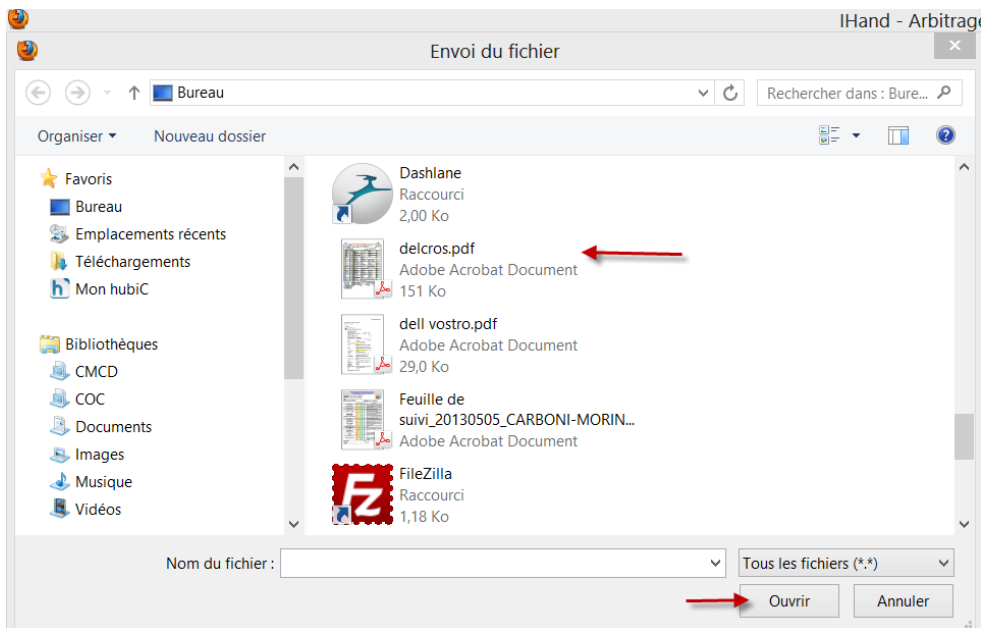 IHand - Arbitrage
Envoi du fichier
Bureau
Rechercher dans : Bure...
Organiser
Nouveau dossier
Favoris
Bureau
Emplacements récents
Téléchargements
Mon hubiC
Bibliothèques
CMCD
COC
Documents
Images
Musique
Vidéos
Dashlane
Raccourci
2,00 Ko
delcros.pdf
Adobe Acrobat Document
151 Ko
dell vostro.pdf
Adobe Acrobat Document
29,0 Ko
Feuille de
suivi_20130505_CARBONI-MORIN...
Adobe Acrobat Document
FileZilla
Raccourci
1,18 Ko
Nom du fichier :
Tous les fichiers (*.*)
Ouvrir
Annuler